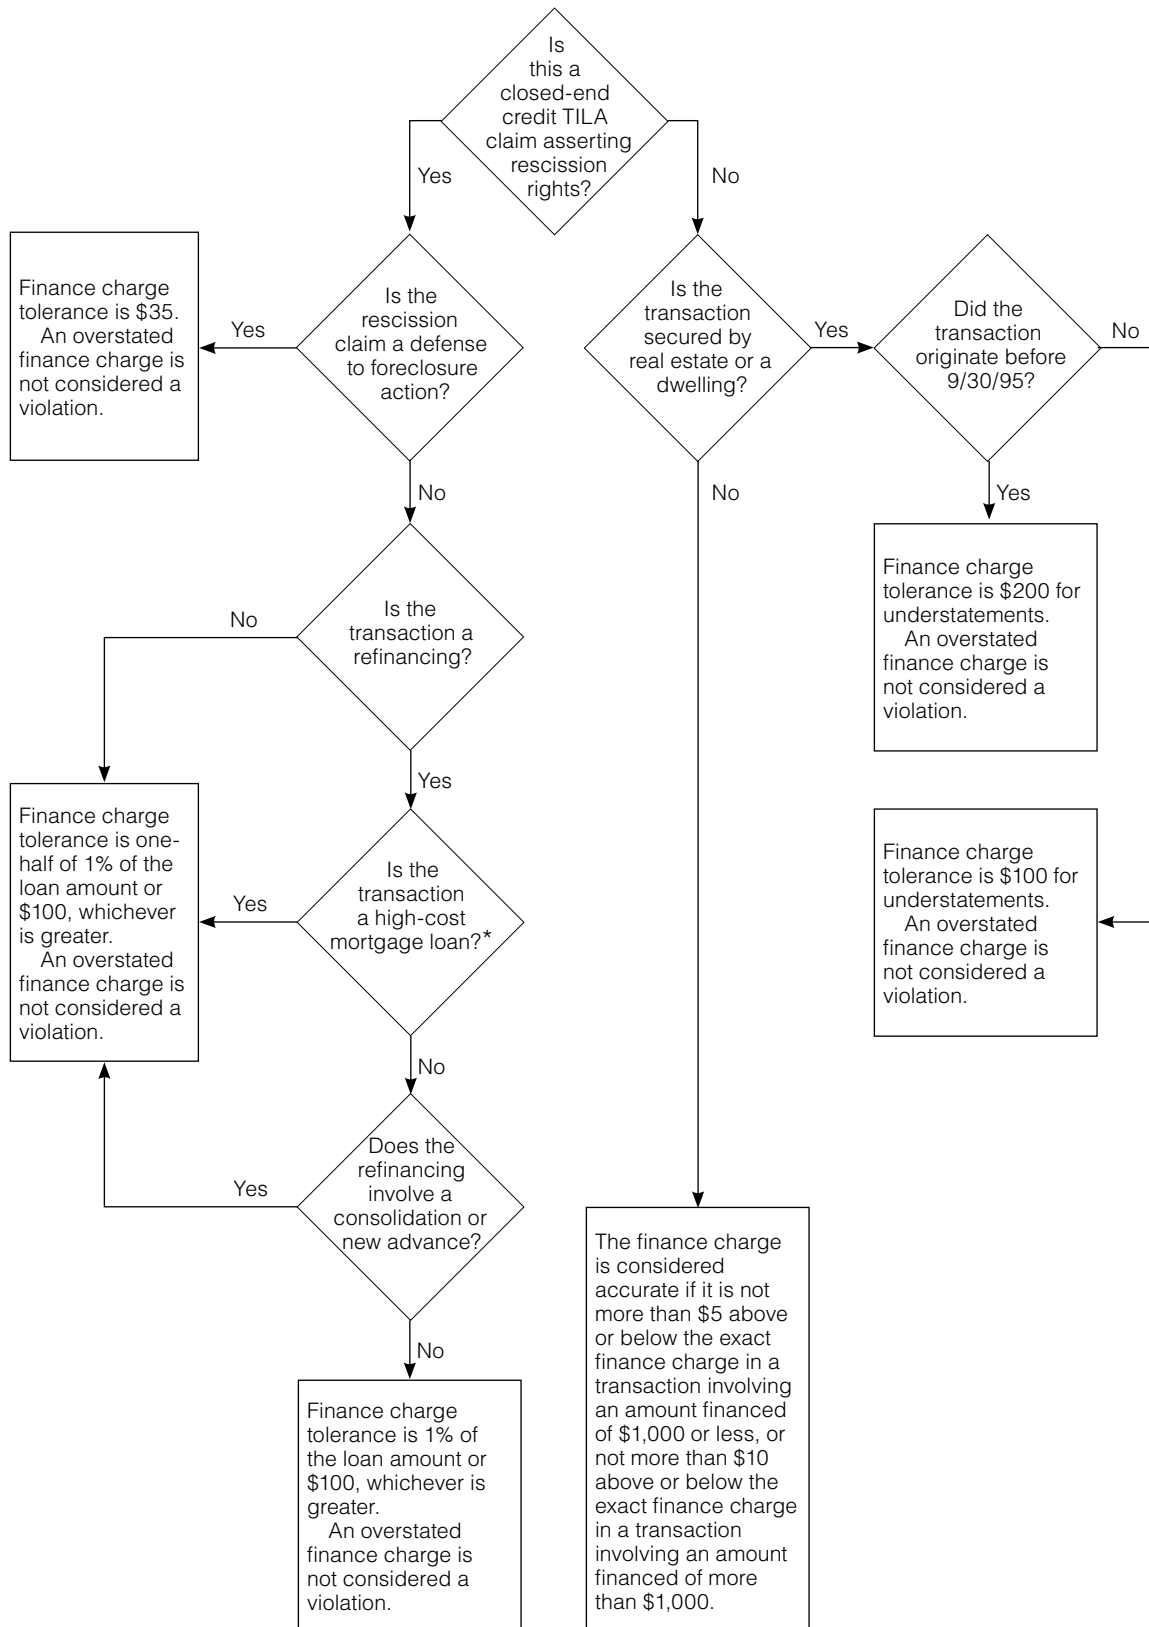 Is
this a
closed-end
credit TILA
claim asserting
rescission
rights?
Yes
No
Finance charge
tolerance is $35.
An overstated
finance charge is
not considered a
violation.
Yes
Is the
rescission
claim a defense
to foreclosure
action?
Is the
transaction
secured by
real estate or a
dwelling?
Yes
Did the
transaction
originate before
9/30/95?
No
No
No
Yes
Finance charge
tolerance is $200 for
understatements.
An overstated
finance charge is
not considered a
violation.
No
Is the
transaction a
refinancing?
Yes
Finance charge
tolerance is one-
half of 1% of the
loan amount or
$100, whichever
is greater.
An overstated
finance charge is
not considered a
violation.
Yes
Is the
transaction
a high-cost
mortgage loan?*
Finance charge
tolerance is $100 for
understatements.
An overstated
finance charge is
not considered a
violation.
No
Yes
Does the
refinancing
involve a
consolidation or
new advance?
No
Finance charge
tolerance is 1% of
the loan amount or
$100, whichever is
greater.
An overstated
finance charge is
not considered a
violation.
The finance charge
is considered
accurate if it is not
more than $5 above
or below the exact
finance charge in a
transaction involving
an amount financed
of $1,000 or less, or
not more than $10
above or below the
exact finance charge
in a transaction
involving an amount
financed of more
than $1,000.